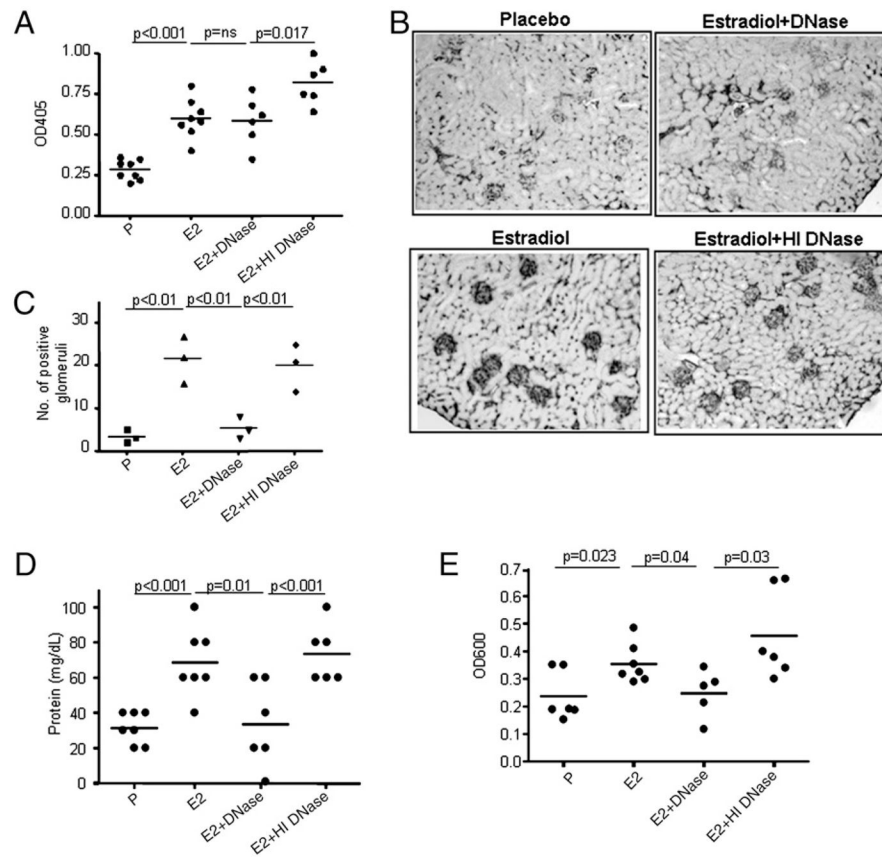 A
p<0.001 p=ns p=0.017
1.00
0.75
0.50
0.25
0.00
OD405
P E2 E2+DNase E2+HI DNase
B
Placebo Estradiol+DNase
Estradiol Estradiol+HI DNase
C
p<0.01 p<0.01 p<0.01
30
20
10
0
No. of positive
glomeruli
P E2 E2+DNase E2+HI DNase
D
p<0.001 p=0.01 p<0.001
100
80
60
40
20
0
Protein (mg/dL)
P E2 E2+DNase E2+HI DNase
E
p=0.023 p=0.04 p=0.03
0.7
0.6
0.5
0.4
0.3
0.2
0.1
0.0
OD600
P E2 E2+DNase E2+HI DNase